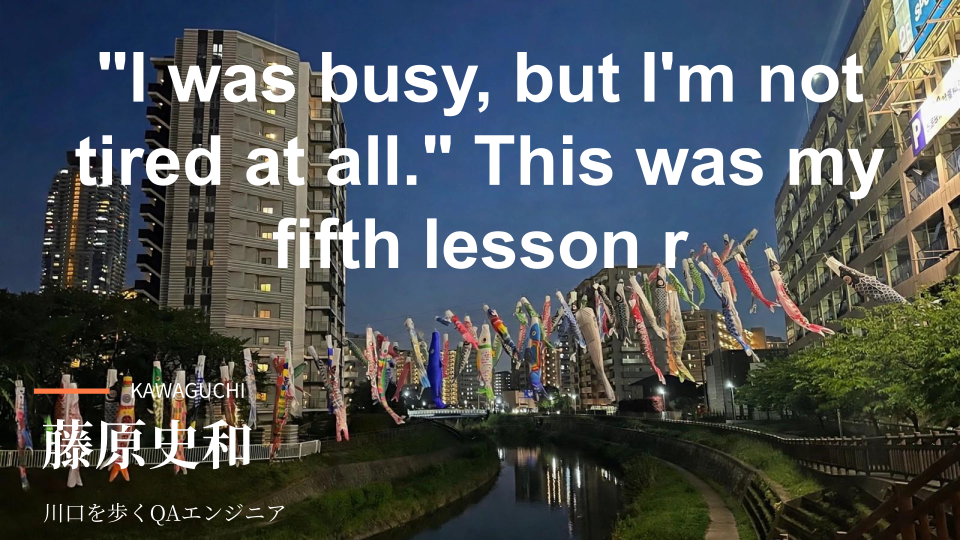 "I was busy, but I'm not
tired at all." This was my
fifth lesson r
KAWAGUCHI
藤原史和
川口を歩くQAエンジニア
P